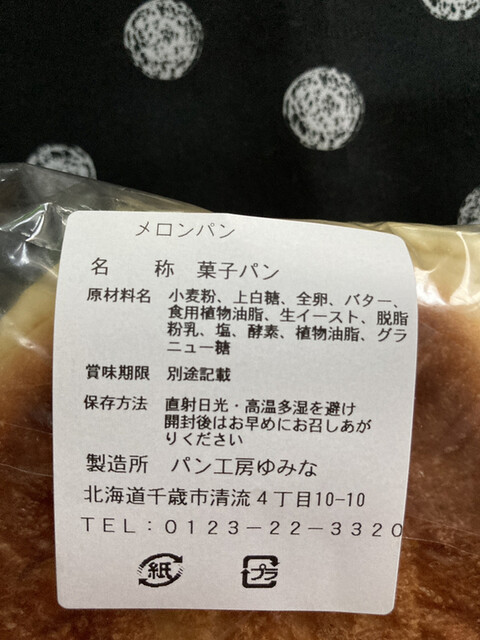 メロンパン
名 称 菓子パン
原材料名 小麦粉、上白糖、全卵、バター、
食用植物油脂、生イースト、脱脂
粉乳、塩、酵素、植物油脂、グラ
ニュー糖
賞味期限 別途記載
保存方法 直射日光・高温多湿を避け
開封後はお早めにお召しあが
りください
製造所 パン工房ゆみな
北海道千歳市清流4丁目10-10
TEL:0123-22-3320
紙 プラ